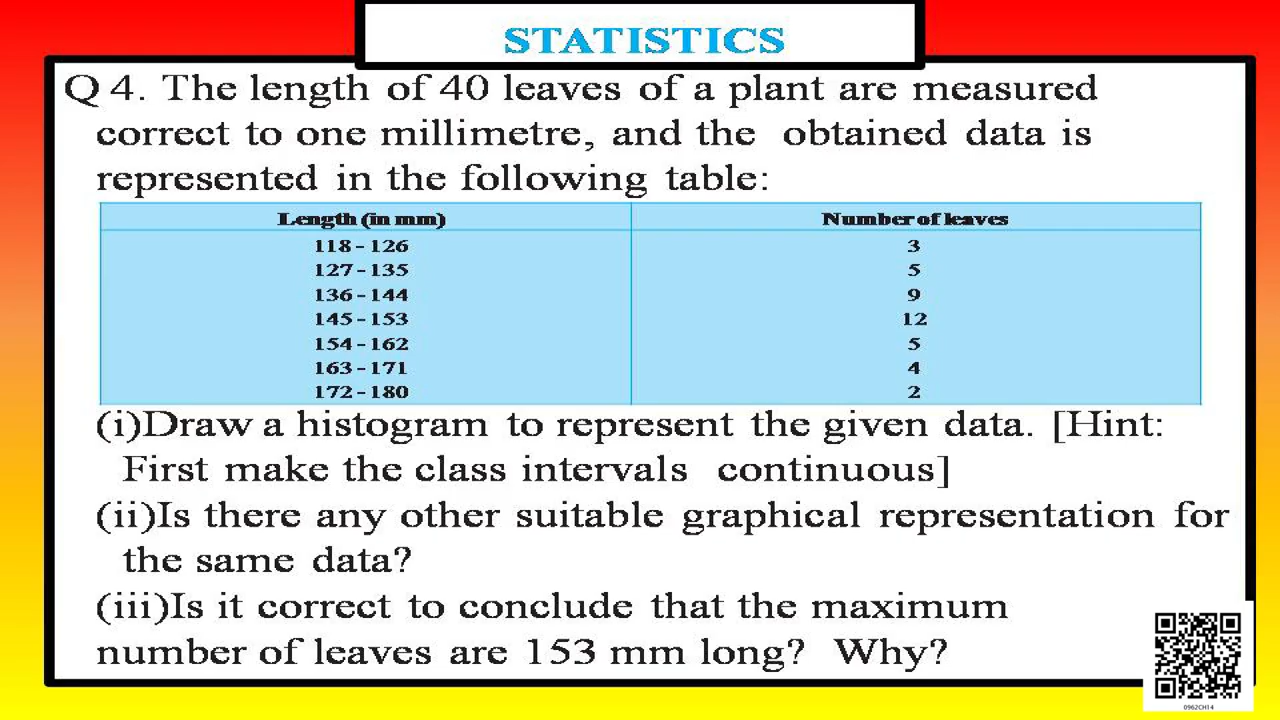 STATISTICS
Q 4. The length of 40 leaves of a plant are measured
correct to one millimetre, and the obtained data is
represented in the following table:
Length (in mm) Number of leaves
118 - 126 3
127 - 135 5
136 - 144 9
145 - 153 12
154 - 162 5
163 - 171 4
172 - 180 2
(i)Draw a histogram to represent the given data. [Hint:
First make the class intervals continuous]
(ii)Is there any other suitable graphical representation for
the same data?
(iii)Is it correct to conclude that the maximum
number of leaves are 153 mm long? Why?
0962CH14